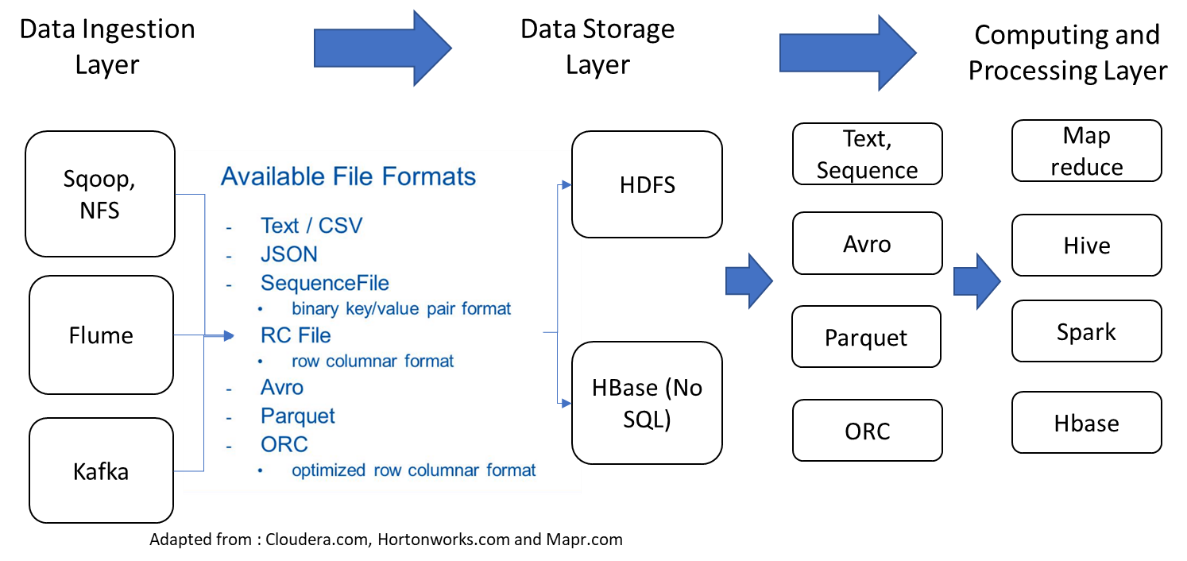 Data Ingestion
Layer
Data Storage
Layer
Computing and
Processing Layer
Sqoop,
NFS
Flume
Kafka
Available File Formats
- Text / CSV
- JSON
- SequenceFile
• binary key/value pair format
- RC File
• row columnar format
- Avro
- Parquet
- ORC
• optimized row columnar format
HDFS
HBase (No
SQL)
Text,
Sequence
Avro
Parquet
ORC
Map
reduce
Hive
Spark
Hbase
Adapted from : Cloudera.com, Hortonworks.com and Mapr.com